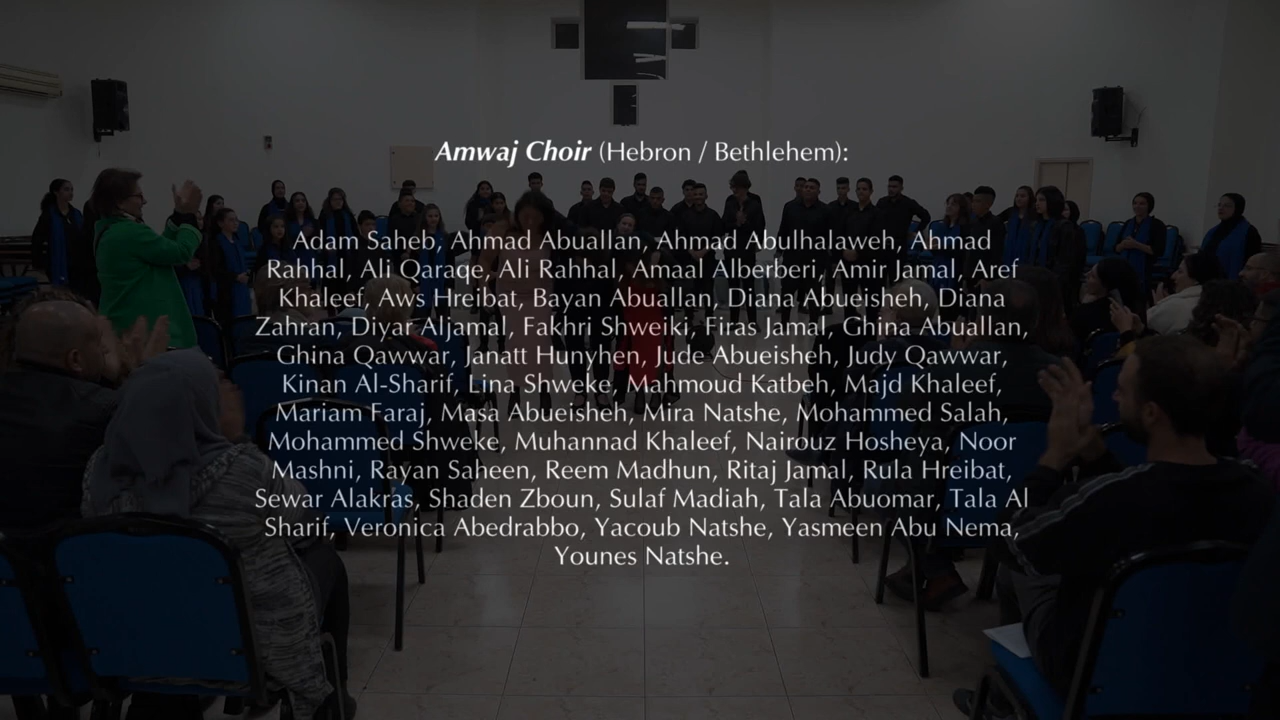 Amwaj Choir (Hebron / Bethlehem):
Adam Saheb, Ahmad Abuallan, Ahmad Abulhalaweh, Ahmad
Rahhal, Ali Qaraqe, Ali Rahhal, Amaal Alberberi, Amir Jamal, Aref
Khaleef, Aws Hreibat, Bayan Abuallan, Diana Abueisheh, Diana
Zahran, Diyar Aljamal, Fakhri Shweiki, Firas Jamal, Ghina Abuallan,
Ghina Qawwar, Janatt Hunyhen, Jude Abueisheh, Judy Qawwar,
Kinan Al-Sharif, Lina Shweke, Mahmoud Katbeh, Majd Khaleef,
Mariam Faraj, Masa Abueisheh, Mira Natshe, Mohammed Salah,
Mohammed Shweke, Muhannad Khaleef, Nairouz Hosheya, Noor
Mashni, Rayan Saheen, Reem Madhun, Ritaj Jamal, Rula Hreibat,
Sewar Alakras, Shaden Zboun, Sulaf Madiah, Tala Abuomar, Tala Al
Sharif, Veronica Abedrabbo, Yacoub Natshe, Yasmeen Abu Nema,
Younes Natshe.